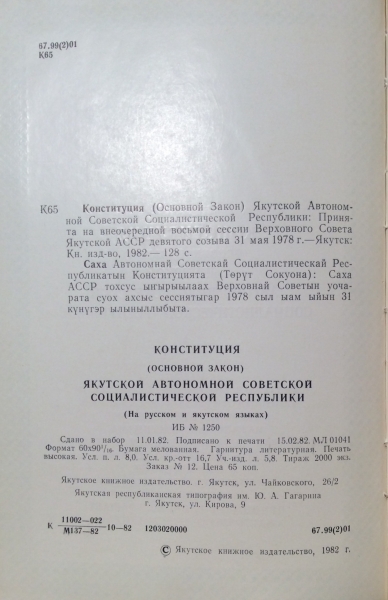 67.99(2)01
К65
К65 Конституция (Основной Закон) Якутской Автоном-
ной Советской Социалистической Республики: Приня-
та на внеочередной восьмой сессии Верховного Совета
Якутской АССР девятого созыва 31 мая 1978 г.—Якутск:
Кн. изд-во, 1982.— 128 с.
Саха Автономнай Советскай Социалистическай Рес-
публикатын Конституцията (Төрүт Сокуона): Саха
АССР тохсус ыҥырыылаах Верховнай Советын уоча-
рата суох ахсыс сессиятыгар 1978 сыл ыам ыйын 31
күнүгэр ылыныллыбыта.
КОНСТИТУЦИЯ
(ОСНОВНОЙ ЗАКОН)
ЯКУТСКОЙ АВТОНОМНОЙ СОВЕТСКОЙ
СОЦИАЛИСТИЧЕСКОЙ РЕСПУБЛИКИ
(На русском и якутском языках)
ИБ № 1250
Сдано в набор 11.01.82. Подписано к печати 15.02.82. МЛ 01041
Формат 60х90¹/₁₆. Бумага мелованная. Гарнитура литературная. Печать
высокая. Усл. п. л. 8,0. Усл. кр.-отт 16,7 Уч.-изд. л. 5,8. Тираж 2000 экз.
Заказ № 12. Цена 65 коп.
Якутское книжное издательство. г. Якутск, ул. Чайковского, 26/2
Якутская республиканская типография им. Ю. А. Гагарина
г. Якутск, ул. Кирова, 9
К 11002—022
М137—82 10—82 1203020000 67.99(2)01
© Якутское книжное издательство, 1982 г.